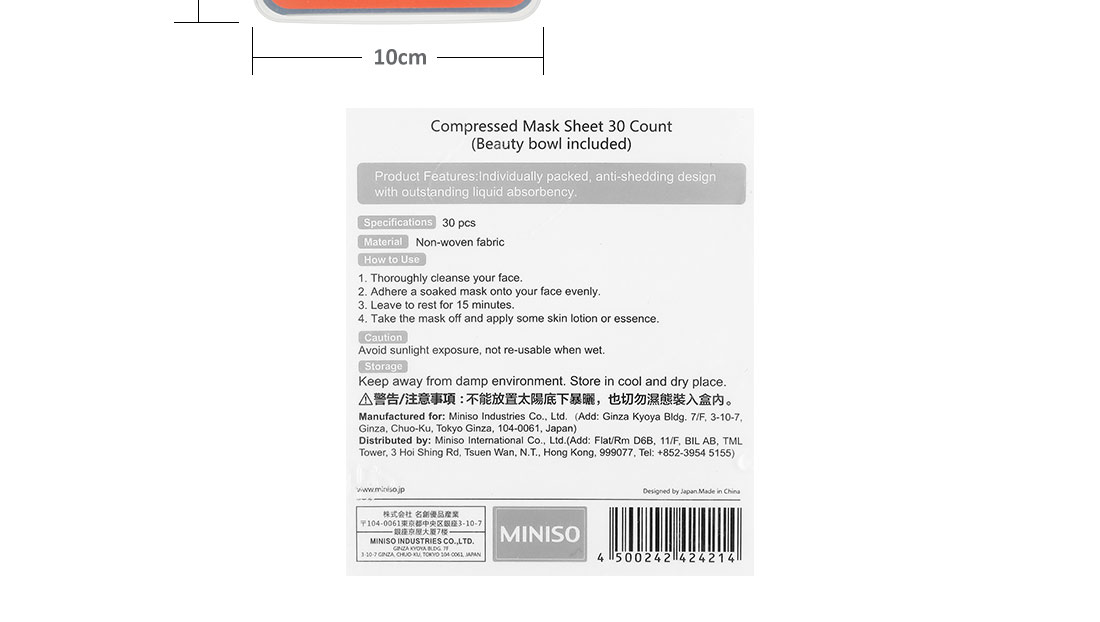 10cm
Compressed Mask Sheet 30 Count
(Beauty bowl included)
Product Features:Individually packed, anti-shedding design
with outstanding liquid absorbency.
Specifications 30 pcs
Material Non-woven fabric
How to Use
1. Thoroughly cleanse your face.
2. Adhere a soaked mask onto your face evenly.
3. Leave to rest for 15 minutes.
4. Take the mask off and apply some skin lotion or essence.
Caution
Avoid sunlight exposure, not re-usable when wet.
Storage
Keep away from damp environment. Store in cool and dry place.
⚠警告/注意事項：不能放置太陽底下暴曬，也切勿濕態裝入盒內。
Manufactured for: Miniso Industries Co., Ltd. (Add: Ginza Kyoya Bldg. 7/F, 3-10-7,
Ginza, Chuo-Ku, Tokyo Ginza, 104-0061, Japan)
Distributed by: Miniso International Co., Ltd.(Add: Flat/Rm D6B, 11/F, BIL AB, TML
Tower, 3 Hoi Shing Rd, Tsuen Wan, N.T., Hong Kong, 999077, Tel: +852-3954 5155)
www.miniso.jp
Designed by Japan.Made in China
株式会社 名創優品産業
〒104-0061東京都中央区銀座3-10-7
銀座京屋大厦7楼
MINISO INDUSTRIES CO.,LTD.
GINZA KYOYA BLDG. 7F
3-10-7 GINZA, CHUO-KU, TOKYO 104-0061, JAPAN
MINISO
4 500242 424214